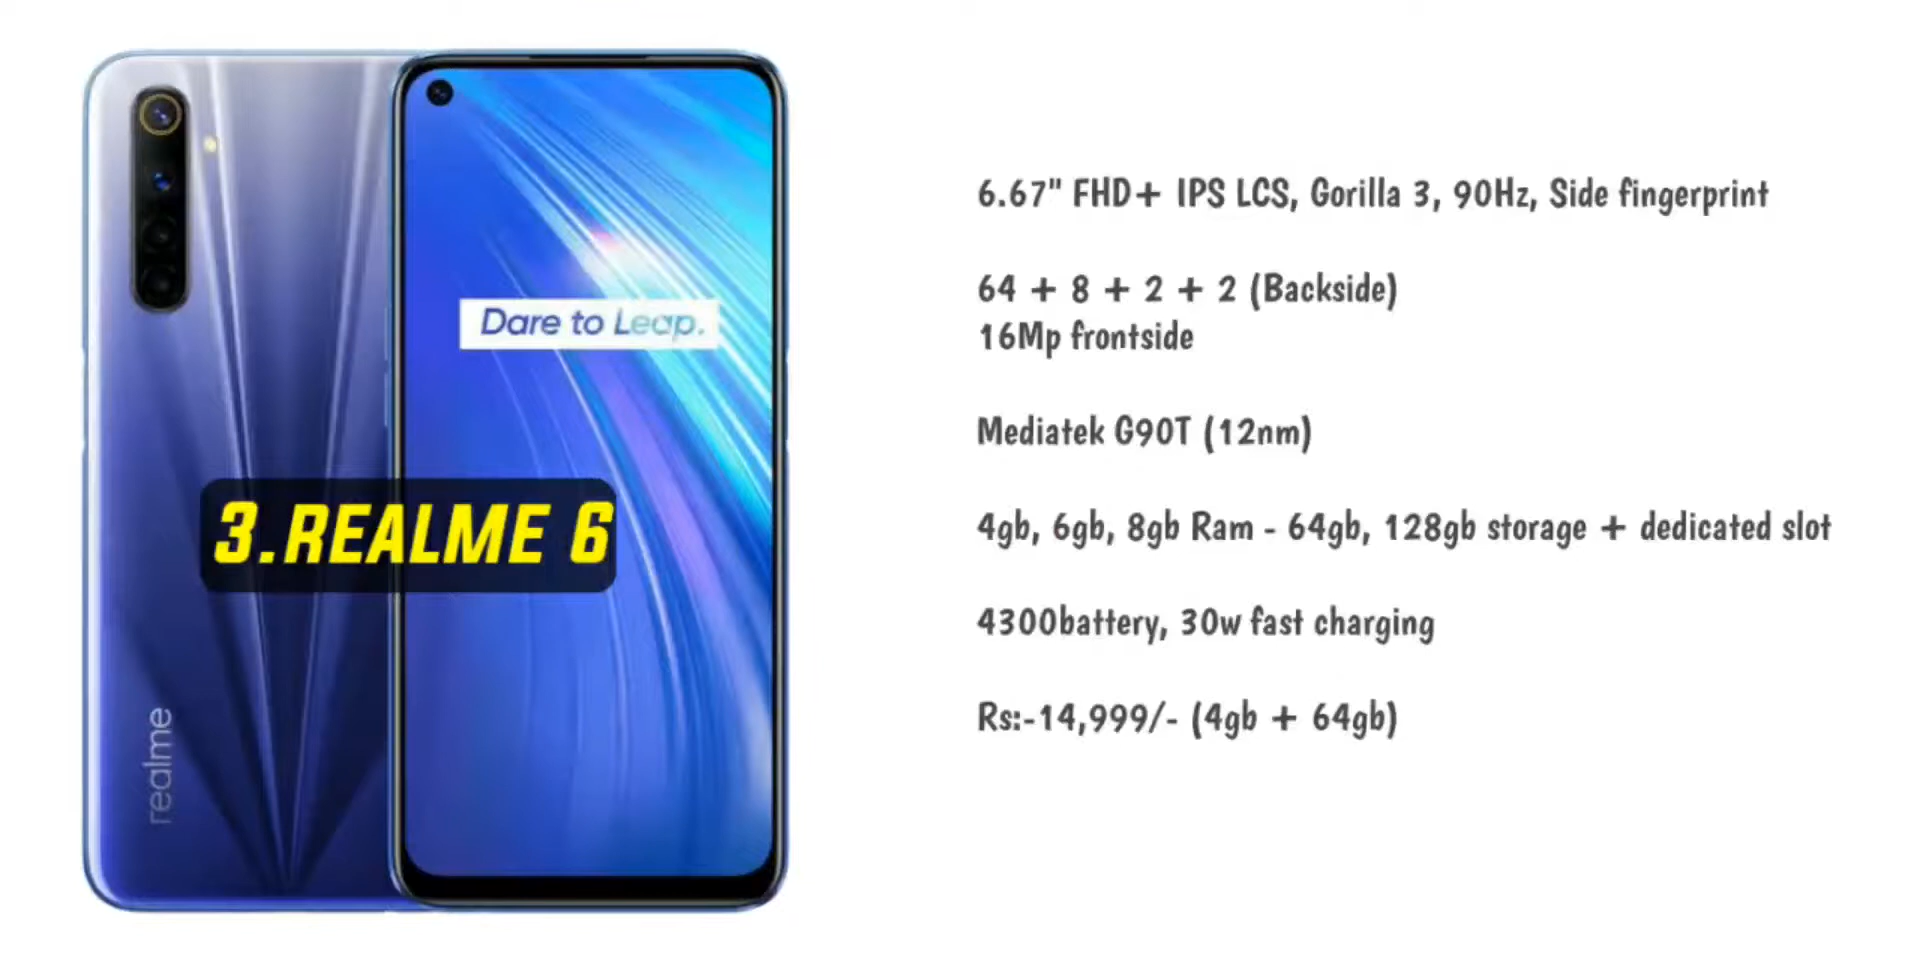 Dare to Leap.
3.REALME 6
realme
6.67" FHD+ IPS LCS, Gorilla 3, 90Hz, Side fingerprint
64 + 8 + 2 + 2 (Backside)
16Mp frontside
Mediatek G90T (12nm)
4gb, 6gb, 8gb Ram - 64gb, 128gb storage + dedicated slot
4300battery, 30w fast charging
Rs:-14,999/- (4gb + 64gb)